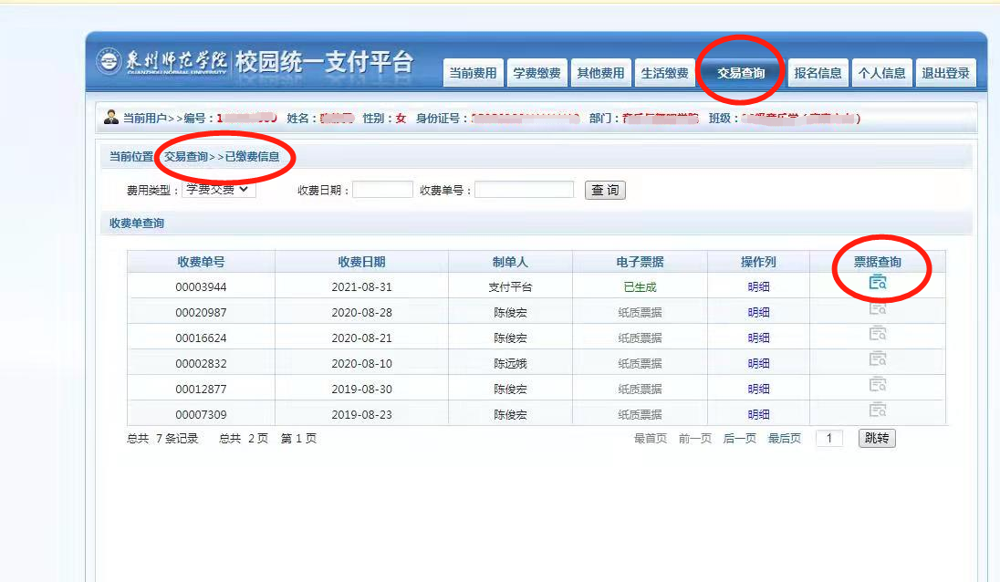 泉州师范学院 校园统一支付平台
QUANZHOU NORMAL UNIVERSITY
当前费用 学费缴费 其他费用 生活缴费 交易查询 报名信息 个人信息 退出登录
当前用户>>编号： 姓名： 性别：女 身份证号： 部门： 班级：
当前位置 交易查询>>已缴费信息
费用类型： 学费交费 收费日期： 收费单号： 查 询
收费单查询
收费单号 收费日期 制单人 电子票据 操作列 票据查询
00003944 2021-08-31 支付平台 已生成 明细
00020987 2020-08-28 陈俊宏 纸质票据 明细
00016624 2020-08-21 陈俊宏 纸质票据 明细
00002832 2020-08-10 陈远娥 纸质票据 明细
00012877 2019-08-30 陈俊宏 纸质票据 明细
00007309 2019-08-23 陈俊宏 纸质票据 明细
总共 7 条记录 总共 2 页 第 1 页 最首页 前一页 后一页 最后页 1 跳转